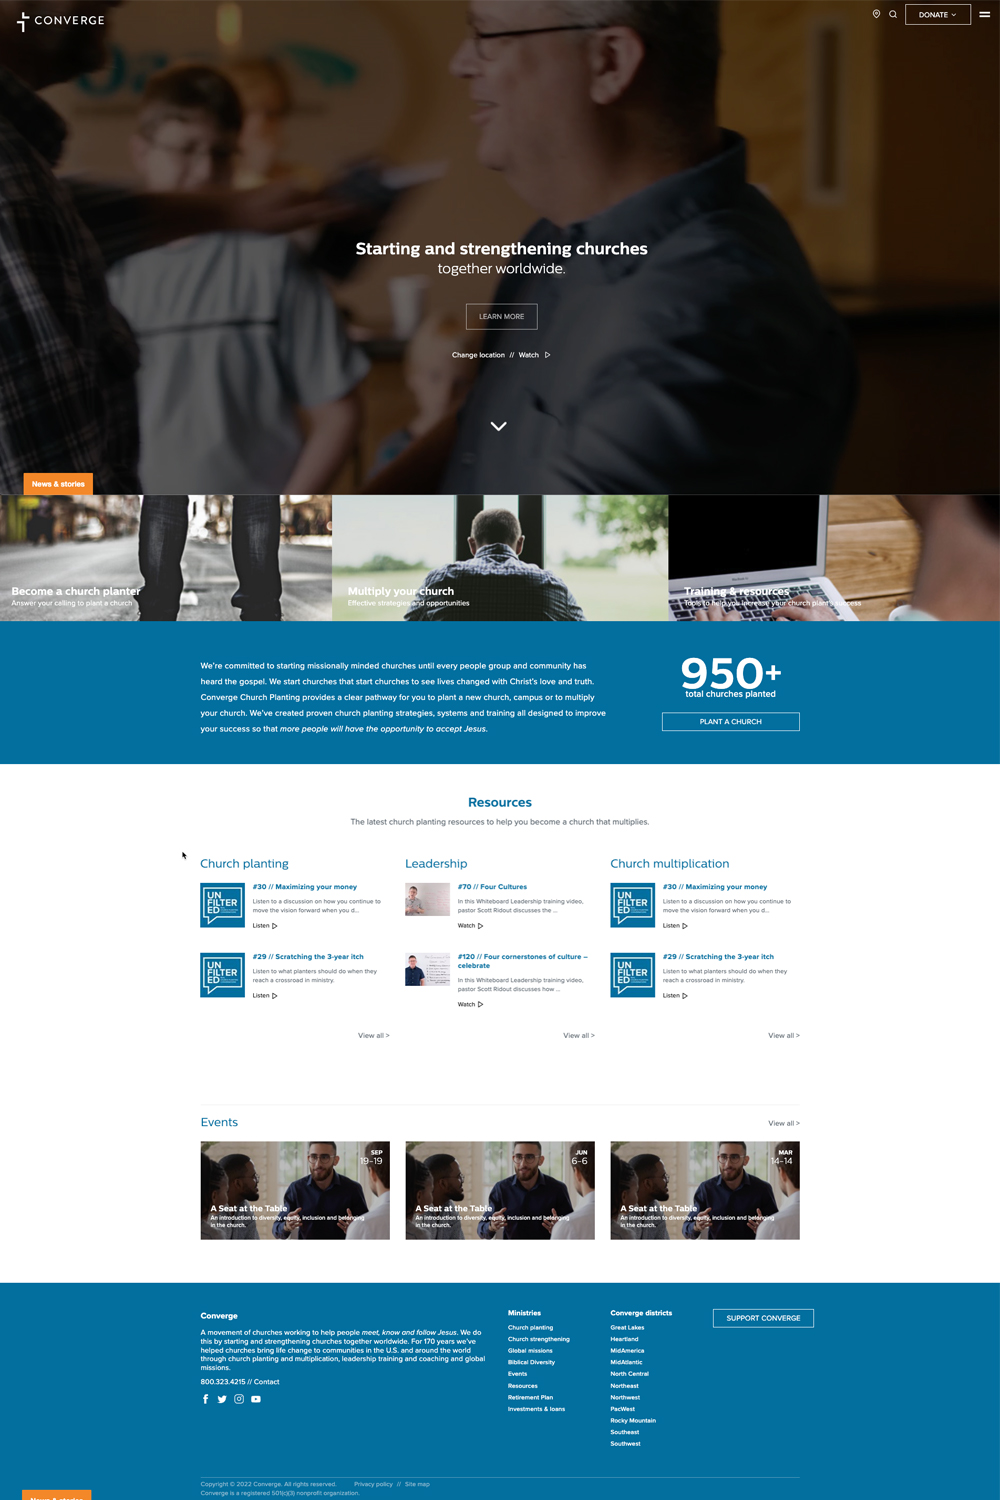 CONVERGE
DONATE
Starting and strengthening churches
together worldwide.
LEARN MORE
Change location // Watch
News & stories
Become a church planter
Answer your calling to plant a church
Multiply your church
Effective strategies and opportunities
Training & resources
Tools to help you increase your church plant's success
We're committed to starting missionally minded churches until every people group and community has
heard the gospel. We start churches that start churches to see lives changed with Christ's love and truth.
Converge Church Planting provides a clear pathway for you to plant a new church, campus or to multiply
your church. We've created proven church planting strategies, systems and training all designed to improve
your success so that more people will have the opportunity to accept Jesus.
950+
total churches planted
PLANT A CHURCH
Resources
The latest church planting resources to help you become a church that multiplies.
Church planting
UN
FILTER
ED
#30 // Maximizing your money
Listen to a discussion on how you continue to
move the vision forward when you d...
Listen
UN
FILTER
ED
#29 // Scratching the 3-year itch
Listen to what planters should do when they
reach a crossroad in ministry.
Listen
View all >
Leadership
#70 // Four Cultures
In this Whiteboard Leadership training video,
pastor Scott Ridout discusses the ...
Watch
#120 // Four cornerstones of culture –
celebrate
In this Whiteboard Leadership training video,
pastor Scott Ridout discusses how ...
Watch
View all >
Church multiplication
UN
FILTER
ED
#30 // Maximizing your money
Listen to a discussion on how you continue to
move the vision forward when you d...
Listen
UN
FILTER
ED
#29 // Scratching the 3-year itch
Listen to what planters should do when they
reach a crossroad in ministry.
Listen
View all >
Events
View all >
SEP
19-19
A Seat at the Table
An introduction to diversity, equity, inclusion and belonging
in the church.
JUN
6-6
A Seat at the Table
An introduction to diversity, equity, inclusion and belonging
in the church.
MAR
14-14
A Seat at the Table
An introduction to diversity, equity, inclusion and belonging
in the church.
Converge
A movement of churches working to help people meet, know and follow Jesus. We do
this by starting and strengthening churches together worldwide. For 170 years we've
helped churches bring life change to communities in the U.S. and around the world
through church planting and multiplication, leadership training and coaching and global
missions.
800.323.4215 // Contact
Ministries
Church planting
Church strengthening
Global missions
Biblical Diversity
Events
Resources
Retirement Plan
Investments & loans
Converge districts
Great Lakes
Heartland
MidAmerica
MidAtlantic
North Central
Northeast
Northwest
PacWest
Rocky Mountain
Southeast
Southwest
SUPPORT CONVERGE
Copyright © 2022 Converge. All rights reserved. Privacy policy // Site map
Converge is a registered 501(c)(3) nonprofit organization.
News & stories